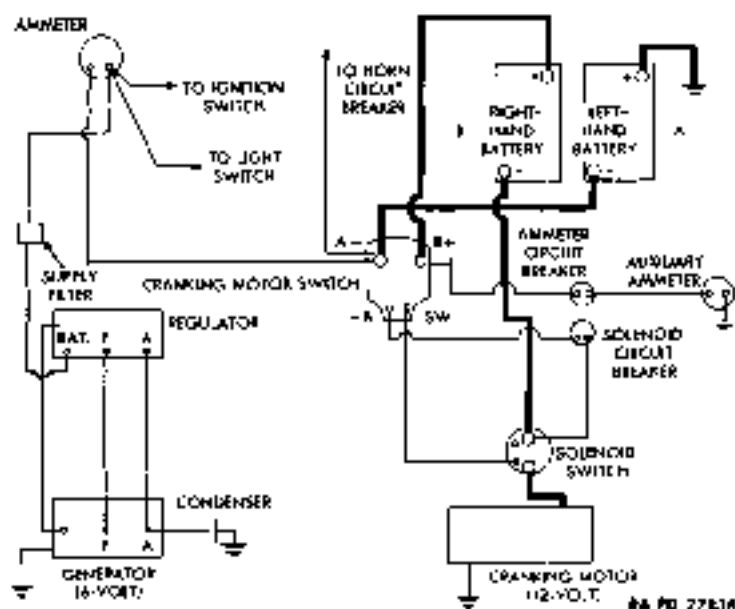 AMMETER
TO IGNITION
SWITCH
TO LIGHT
SWITCH
TO HORN
CIRCUIT
BREAKER
RIGHT-
HAND
BATTERY
B
LEFT-
HAND
BATTERY
A
+
-
+
-
A -
B +
AMMETER
CIRCUIT
BREAKER
AUXILIARY
AMMETER
SUPPLY
FILTER
CRANKING MOTOR SWITCH
SW
REGULATOR
BAT. F A
SOLENOID
CIRCUIT
BREAKER
SOLENOID
SWITCH
CONDENSER
F A
GENERATOR
(6-VOLT)
CRANKING MOTOR
(12-VOLT)
RA PD